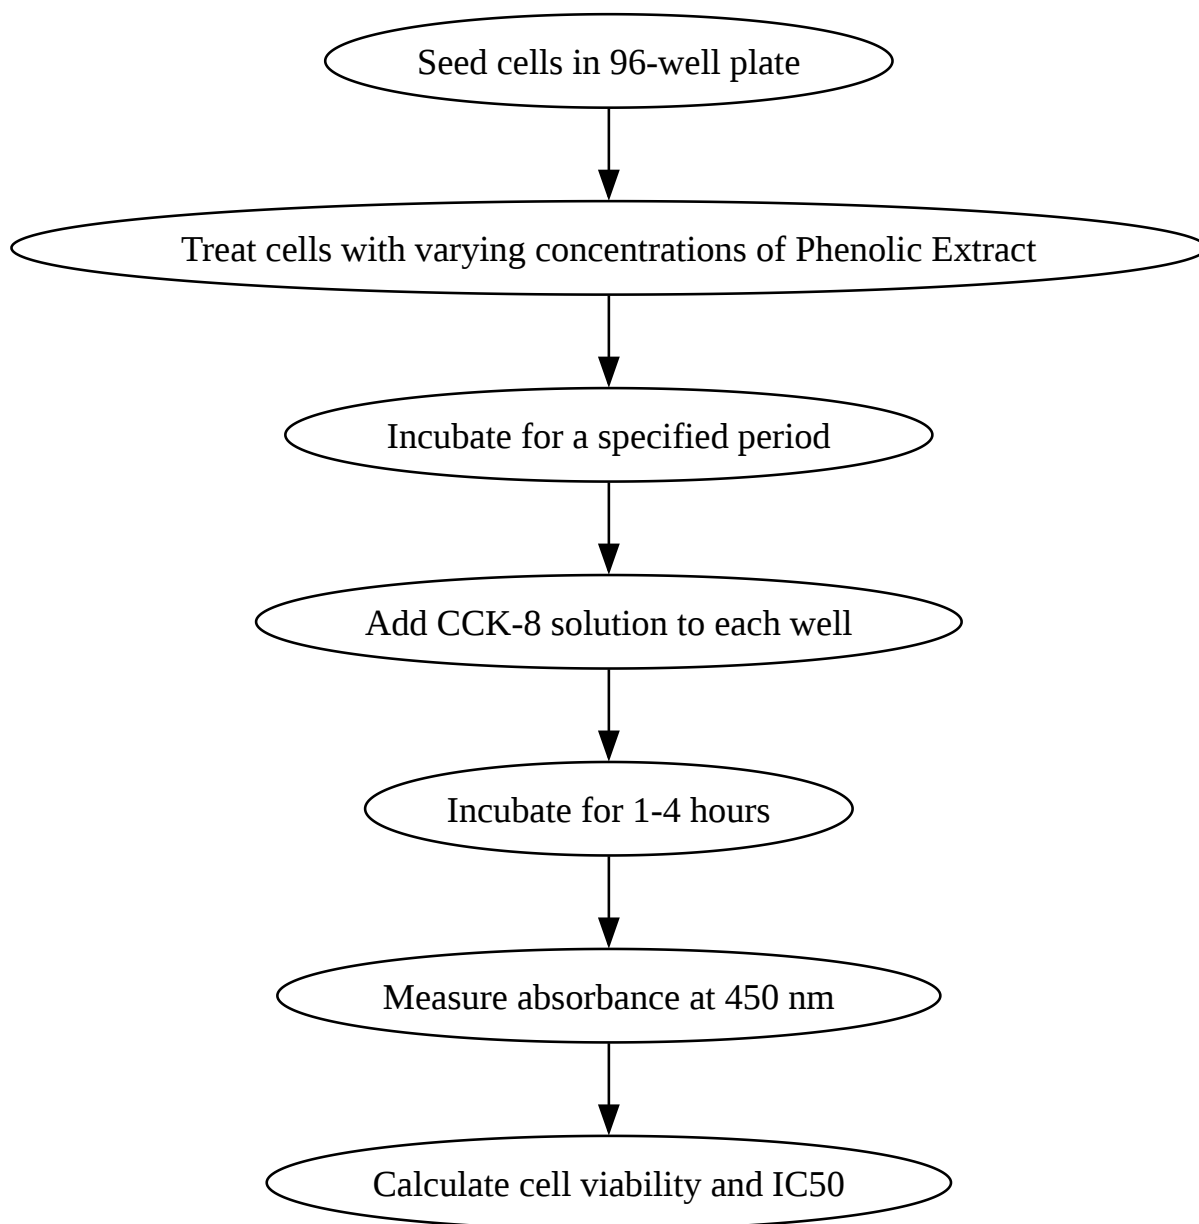 Seed cells in 96-well plate
Treat cells with varying concentrations of Phenolic Extract
Incubate for a specified period
Add CCK-8 solution to each well
Incubate for 1-4 hours
Measure absorbance at 450 nm
Calculate cell viability and IC50